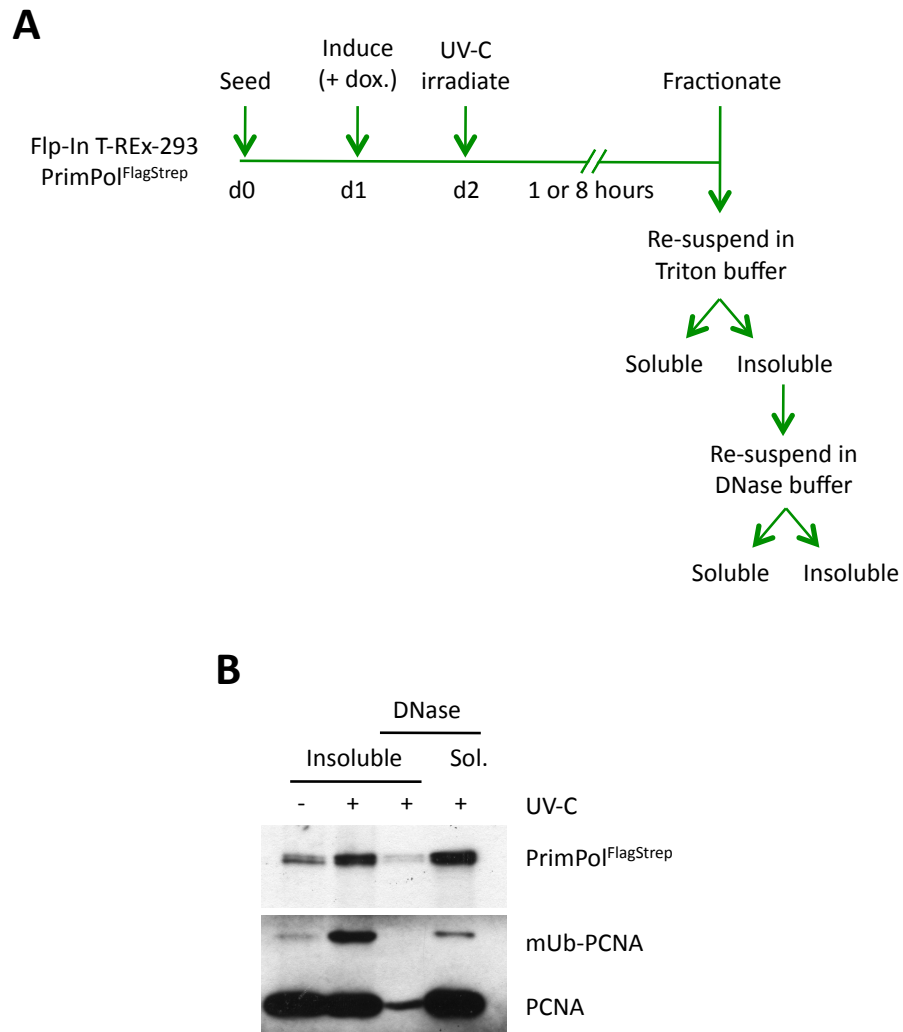 A
Seed
Induce
(+ dox.)
UV-C
irradiate
Fractionate
Flp-In T-REx-293
PrimPolFlagStrep
d0
d1
d2
1 or 8 hours
Re-suspend in
Triton buffer
Soluble
Insoluble
Re-suspend in
DNase buffer
Soluble
Insoluble
B
DNase
Insoluble
Sol.
- + + + UV-C
PrimPolFlagStrep
mUb-PCNA
PCNA